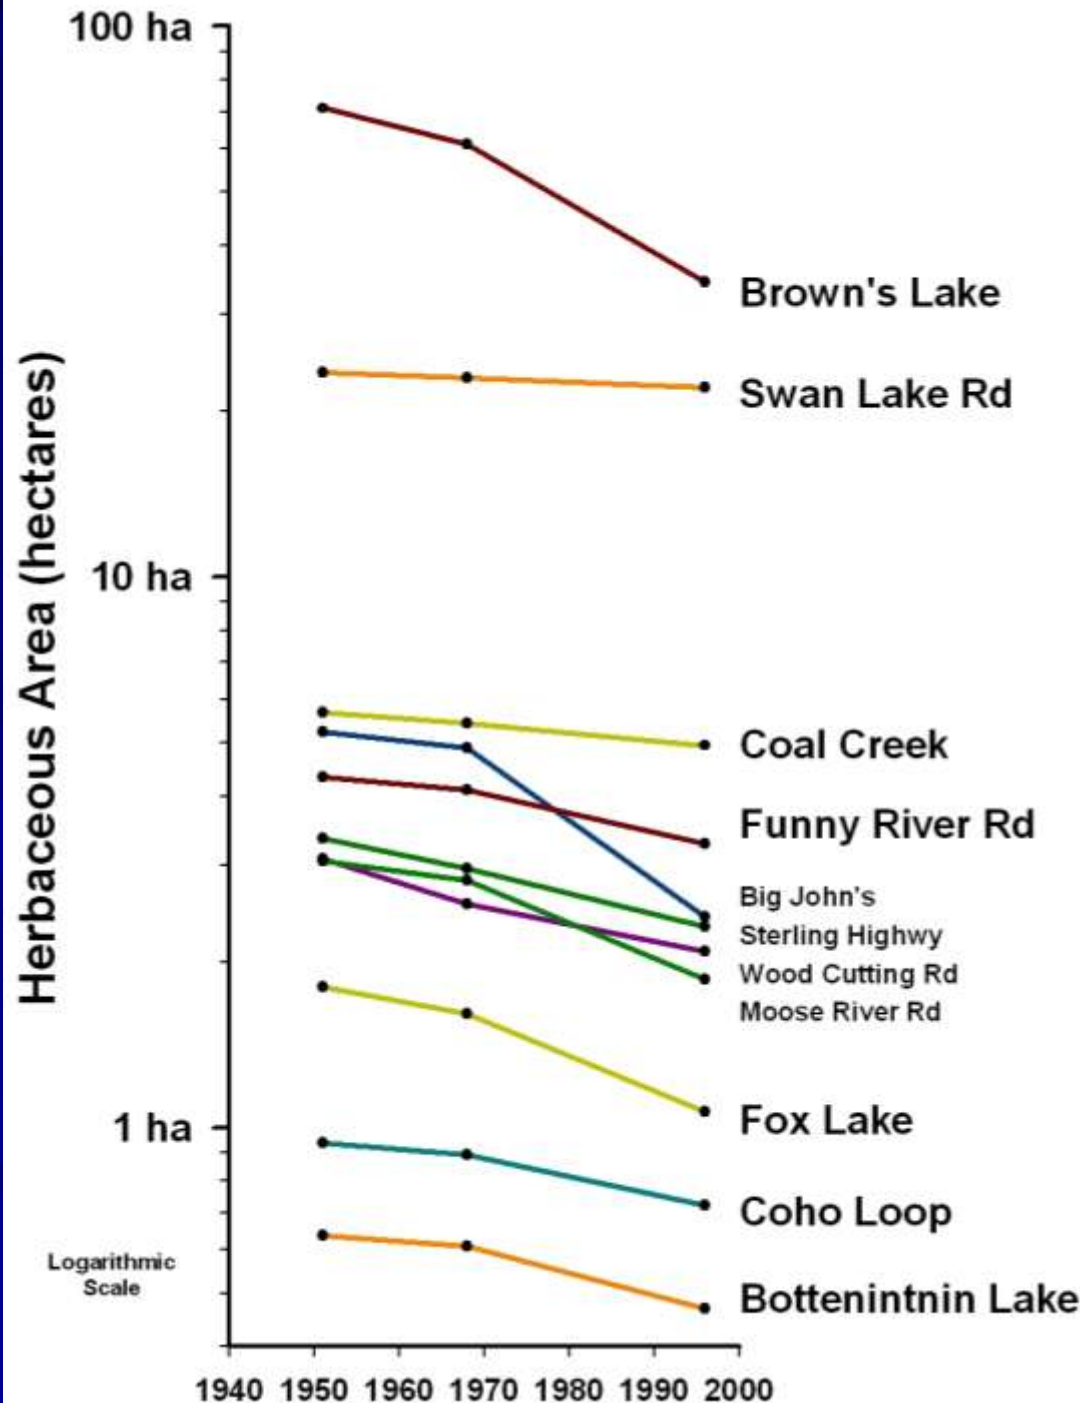 100 ha
10 ha
1 ha
Herbaceous Area (hectares)
Logarithmic
Scale
Brown's Lake
Swan Lake Rd
Coal Creek
Funny River Rd
Big John's
Sterling Highwy
Wood Cutting Rd
Moose River Rd
Fox Lake
Coho Loop
Bottenintnin Lake
1940 1950 1960 1970 1980 1990 2000